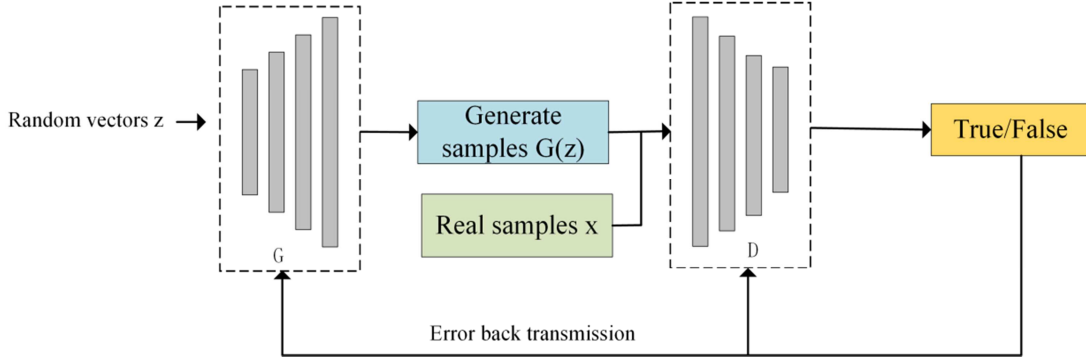 Random vectors z
G
Generate
samples G(z)
Real samples x
D
True/False
Error back transmission